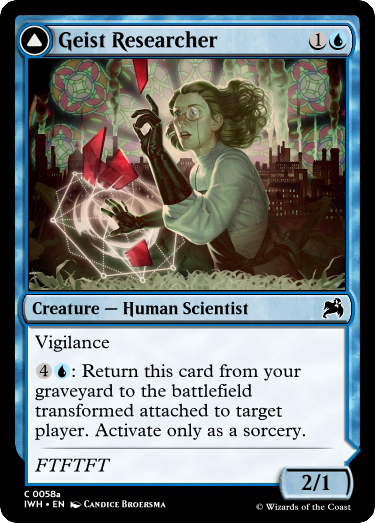 Geist Researcher 1
Creature — Human Scientist
Vigilance
4: Return this card from your
graveyard to the battlefield
transformed attached to target
player. Activate only as a sorcery.
FTFTFT
2/1
C 0058a
IWH • EN Candice Broersma
© Wizards of the Coast